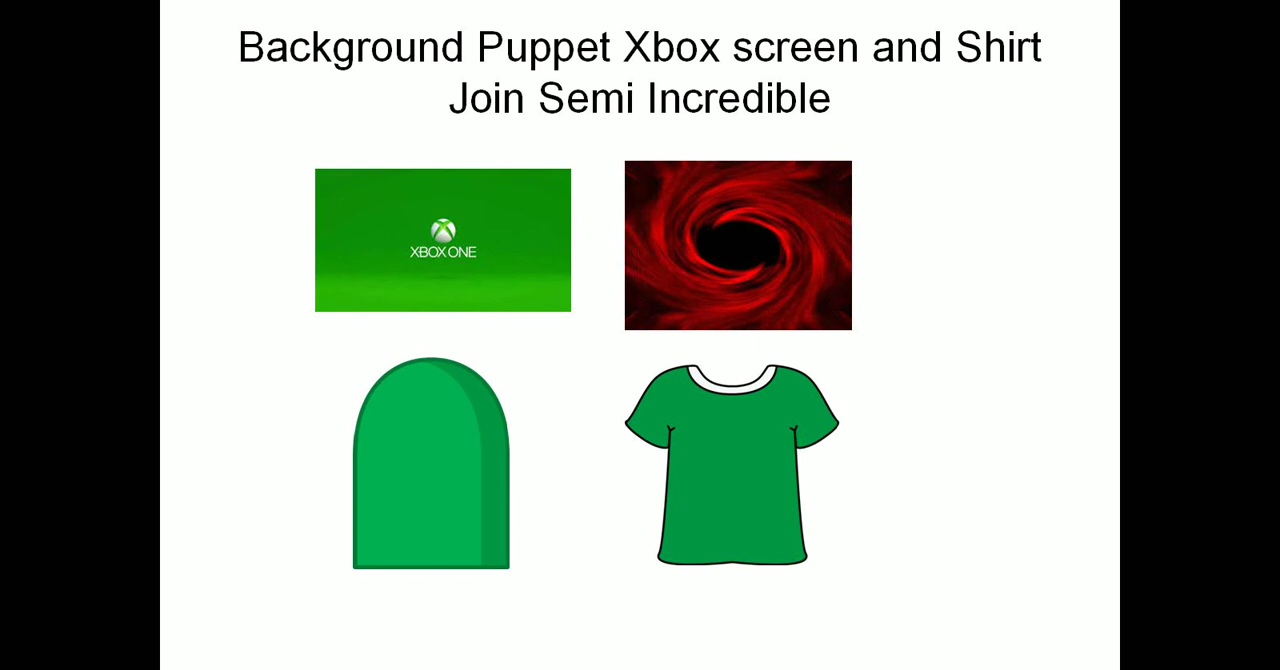 Background Puppet Xbox screen and Shirt
Join Semi Incredible
XBOX ONE